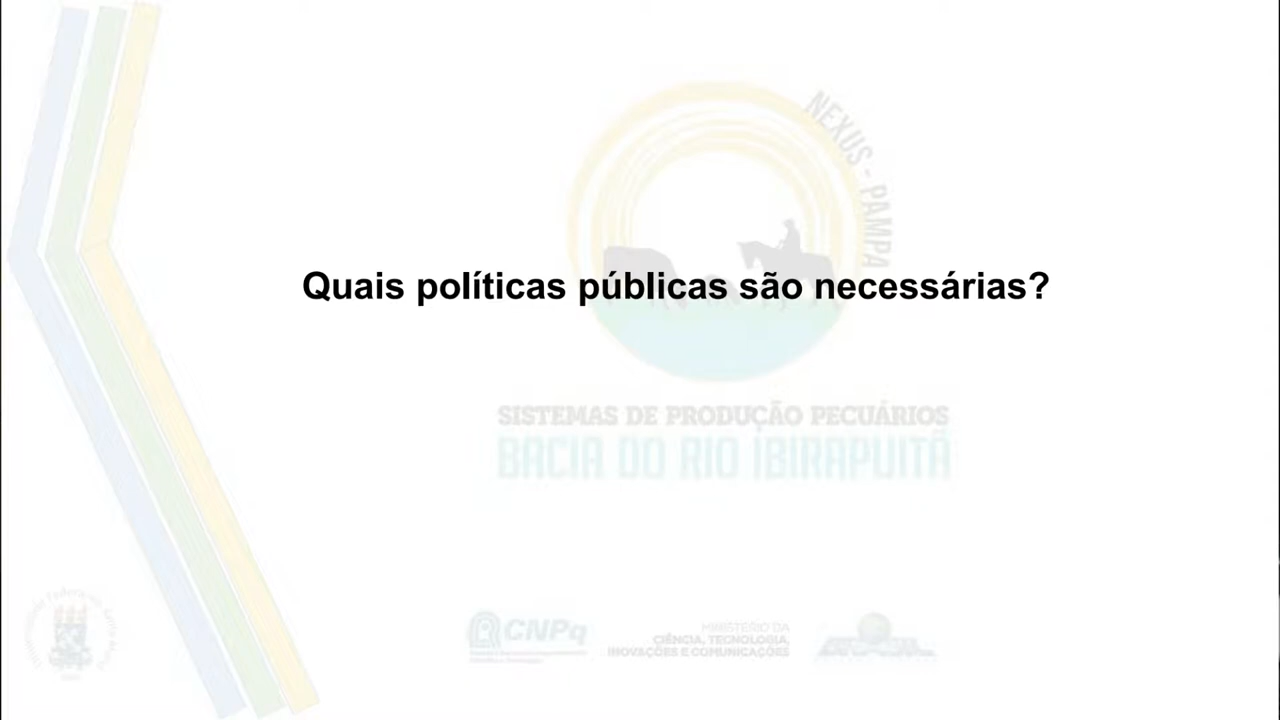 NEXUS - PAMPA
Quais políticas públicas são necessárias?
SISTEMAS DE PRODUÇÃO PECUÁRIOS
BACIA DO RIO IBIRAPUITÃ
CNPq
MINISTÉRIO DA
CIÊNCIA, TECNOLOGIA,
INOVAÇÕES E COMUNICAÇÕES